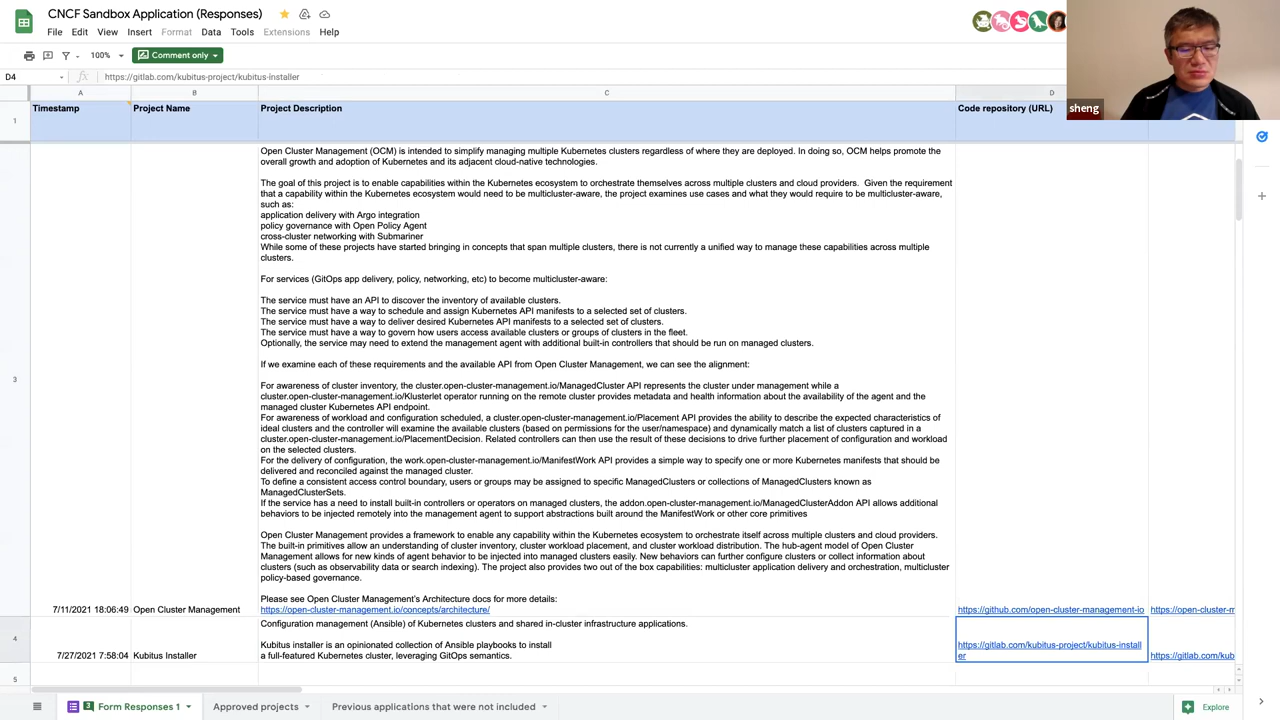 CNCF Sandbox Application (Responses)
File Edit View Insert Format Data Tools Extensions Help
100% Comment only
D4 https://gitlab.com/kubitus-project/kubitus-installer
A B C D
1 Timestamp Project Name Project Description Code repository (URL)
sheng
Open Cluster Management (OCM) is intended to simplify managing multiple Kubernetes clusters regardless of where they are deployed. In doing so, OCM helps promote the
overall growth and adoption of Kubernetes and its adjacent cloud-native technologies.
The goal of this project is to enable capabilities within the Kubernetes ecosystem to orchestrate themselves across multiple clusters and cloud providers. Given the requirement
that a capability within the Kubernetes ecosystem would need to be multicluster-aware, the project examines use cases and what they would require to be multicluster-aware,
such as:
application delivery with Argo integration
policy governance with Open Policy Agent
cross-cluster networking with Submariner
While some of these projects have started bringing in concepts that span multiple clusters, there is not currently a unified way to manage these capabilities across multiple
clusters.
For services (GitOps app delivery, policy, networking, etc) to become multicluster-aware:
The service must have an API to discover the inventory of available clusters.
The service must have a way to schedule and assign Kubernetes API manifests to a selected set of clusters.
The service must have a way to deliver desired Kubernetes API manifests to a selected set of clusters.
The service must have a way to govern how users access available clusters or groups of clusters in the fleet.
Optionally, the service may need to extend the management agent with additional built-in controllers that should be run on managed clusters.
If we examine each of these requirements and the available API from Open Cluster Management, we can see the alignment:
3
For awareness of cluster inventory, the cluster.open-cluster-management.io/ManagedCluster API represents the cluster under management while a
cluster.open-cluster-management.io/Klusterlet operator running on the remote cluster provides metadata and health information about the availability of the agent and the
managed cluster Kubernetes API endpoint.
For awareness of workload and configuration scheduled, a cluster.open-cluster-management.io/Placement API provides the ability to describe the expected characteristics of
ideal clusters and the controller will examine the available clusters (based on permissions for the user/namespace) and dynamically match a list of clusters captured in a
cluster.open-cluster-management.io/PlacementDecision. Related controllers can then use the result of these decisions to drive further placement of configuration and workload
on the selected clusters.
For the delivery of configuration, the work.open-cluster-management.io/ManifestWork API provides a simple way to specify one or more Kubernetes manifests that should be
delivered and reconciled against the managed cluster.
To define a consistent access control boundary, users or groups may be assigned to specific ManagedClusters or collections of ManagedClusters known as
ManagedClusterSets.
If the service has a need to install built-in controllers or operators on managed clusters, the addon.open-cluster-management.io/ManagedClusterAddon API allows additional
behaviors to be injected remotely into the management agent to support abstractions built around the ManifestWork or other core primitives
Open Cluster Management provides a framework to enable any capability within the Kubernetes ecosystem to orchestrate itself across multiple clusters and cloud providers.
The built-in primitives allow an understanding of cluster inventory, cluster workload placement, and cluster workload distribution. The hub-agent model of Open Cluster
Management allows for new kinds of agent behavior to be injected into managed clusters easily. New behaviors can further configure clusters or collect information about
clusters (such as observability data or search indexing). The project also provides two out of the box capabilities: multicluster application delivery and orchestration, multicluster
policy-based governance.
Please see Open Cluster Management's Architecture docs for more details:
7/11/2021 18:06:49 Open Cluster Management https://open-cluster-management.io/concepts/architecture/ https://github.com/open-cluster-management-io https://open-cluster-m
Configuration management (Ansible) of Kubernetes clusters and shared in-cluster infrastructure applications.
4
Kubitus installer is an opinionated collection of Ansible playbooks to install https://gitlab.com/kubitus-project/kubitus-install
7/27/2021 7:58:04 Kubitus Installer a full-featured Kubernetes cluster, leveraging GitOps semantics. er https://gitlab.com/kub
5
Form Responses 1 Approved projects Previous applications that were not included Explore
3